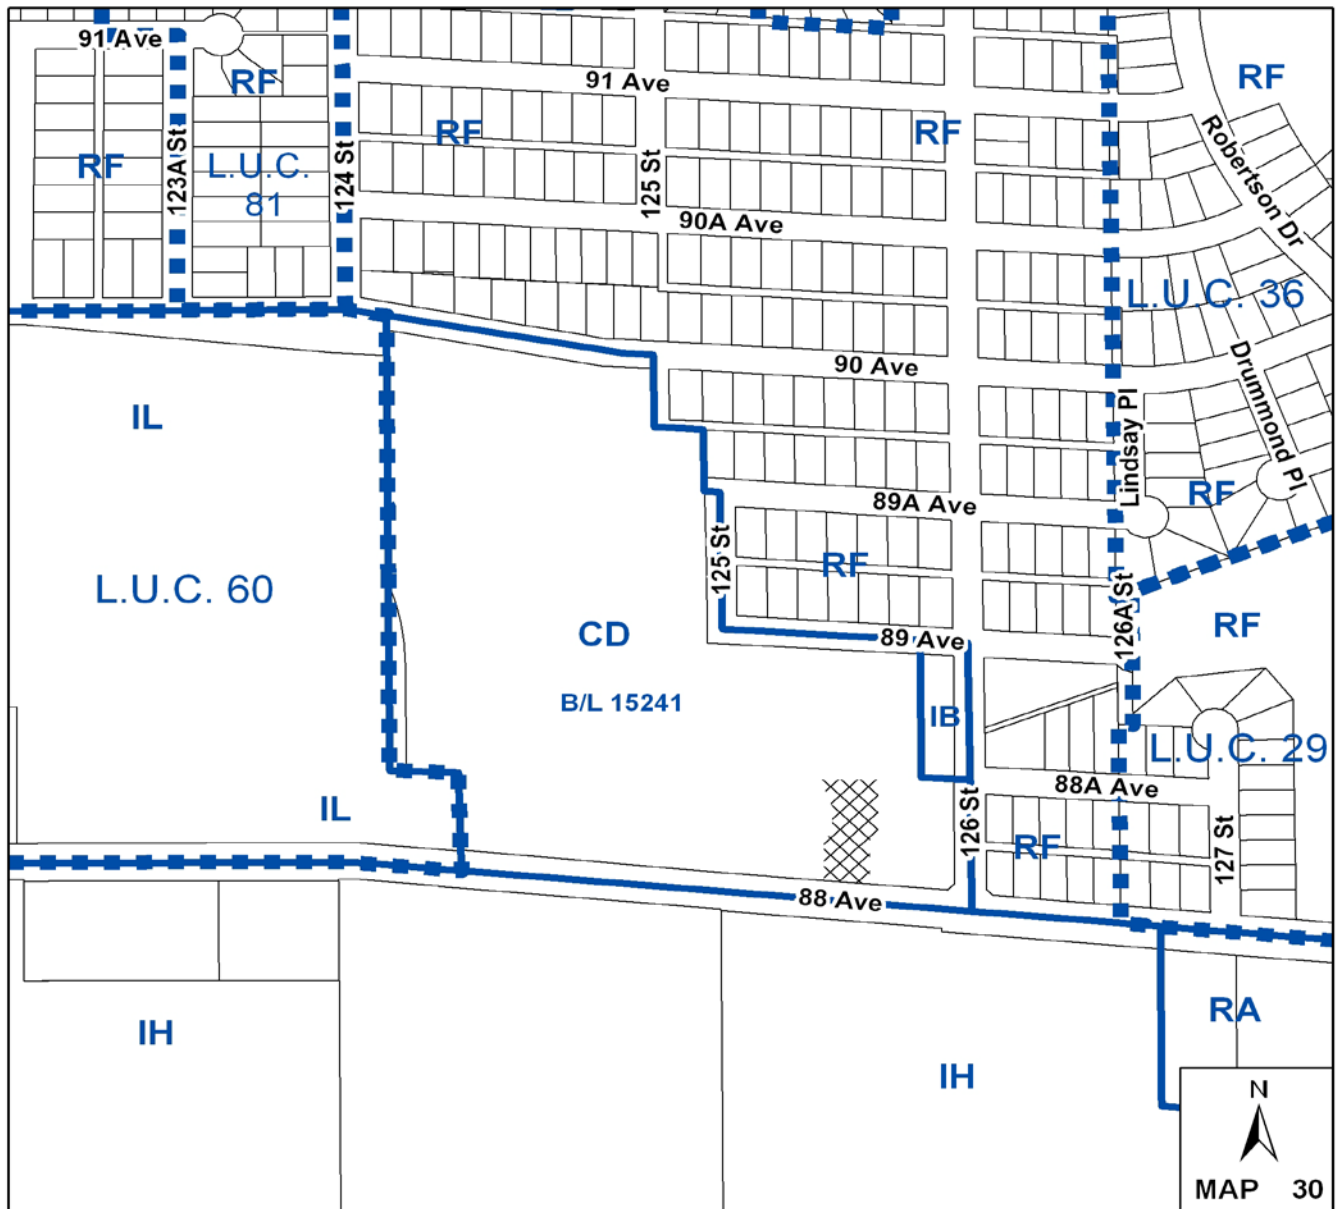 91 Ave
RF
91 Ave
RF
RF
RF
RF
123A St
L.U.C.
81
124 St
125 St
Robertson Dr
90A Ave
L.U.C. 36
90 Ave
Drummond Pl
IL
Lindsay Pl
RF
89A Ave
125 St
RF
L.U.C. 60
126A St
CD
89 Ave
RF
B/L 15241
IB
L.U.C. 29
88A Ave
IL
126 St
RF
127 St
88 Ave
RA
IH
IH
N
MAP 30